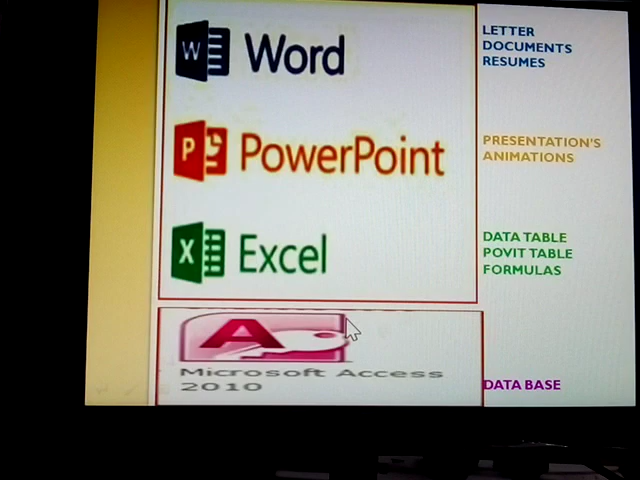 W Word
LETTER
DOCUMENTS
RESUMES
P PowerPoint
PRESENTATION'S
ANIMATIONS
X Excel
DATA TABLE
POVIT TABLE
FORMULAS
A
Microsoft Access
2010
DATA BASE